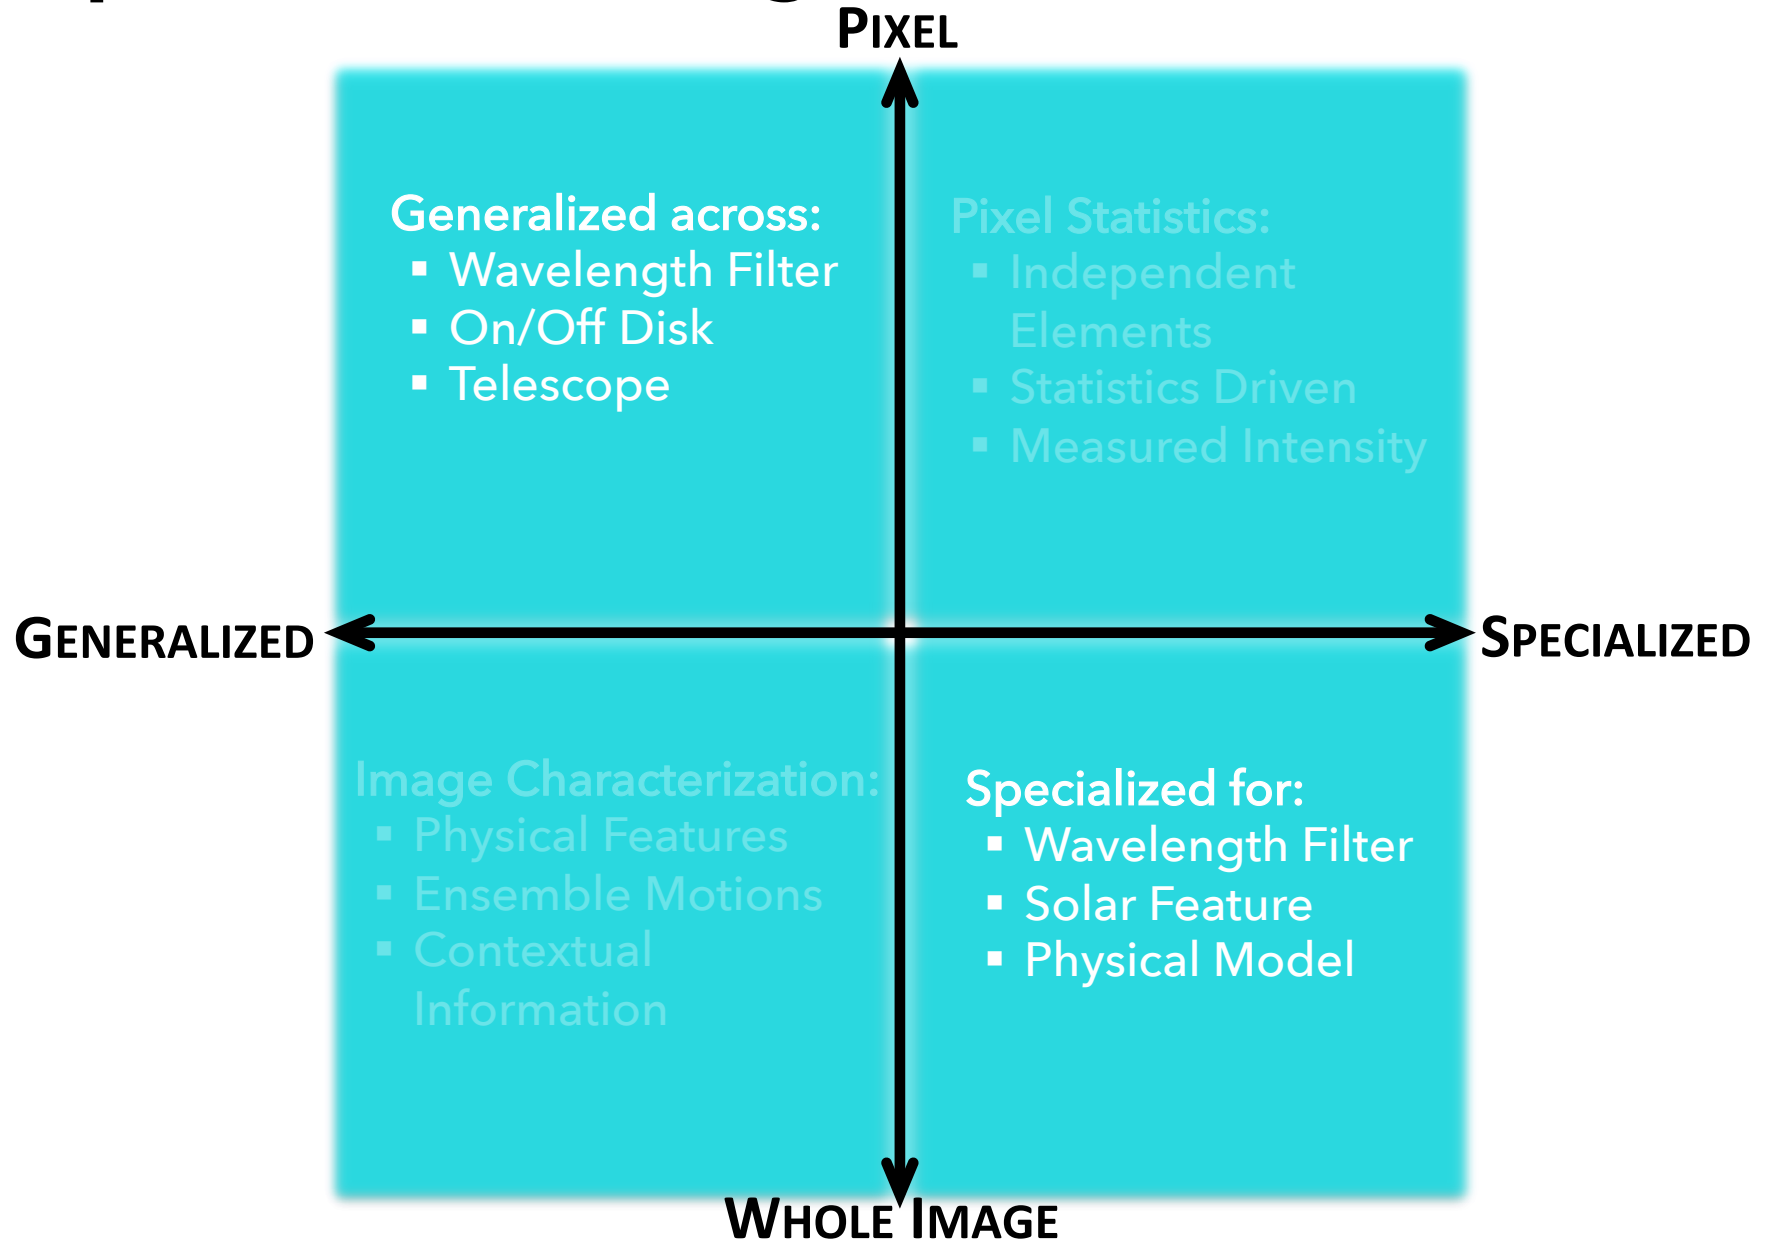 PIXEL
Generalized across:
▪ Wavelength Filter
▪ On/Off Disk
▪ Telescope
Pixel Statistics:
▪ Independent
Elements
▪ Statistics Driven
▪ Measured Intensity
GENERALIZED
SPECIALIZED
Image Characterization:
▪ Physical Features
▪ Ensemble Motions
▪ Contextual
Information
Specialized for:
▪ Wavelength Filter
▪ Solar Feature
▪ Physical Model
WHOLE IMAGE